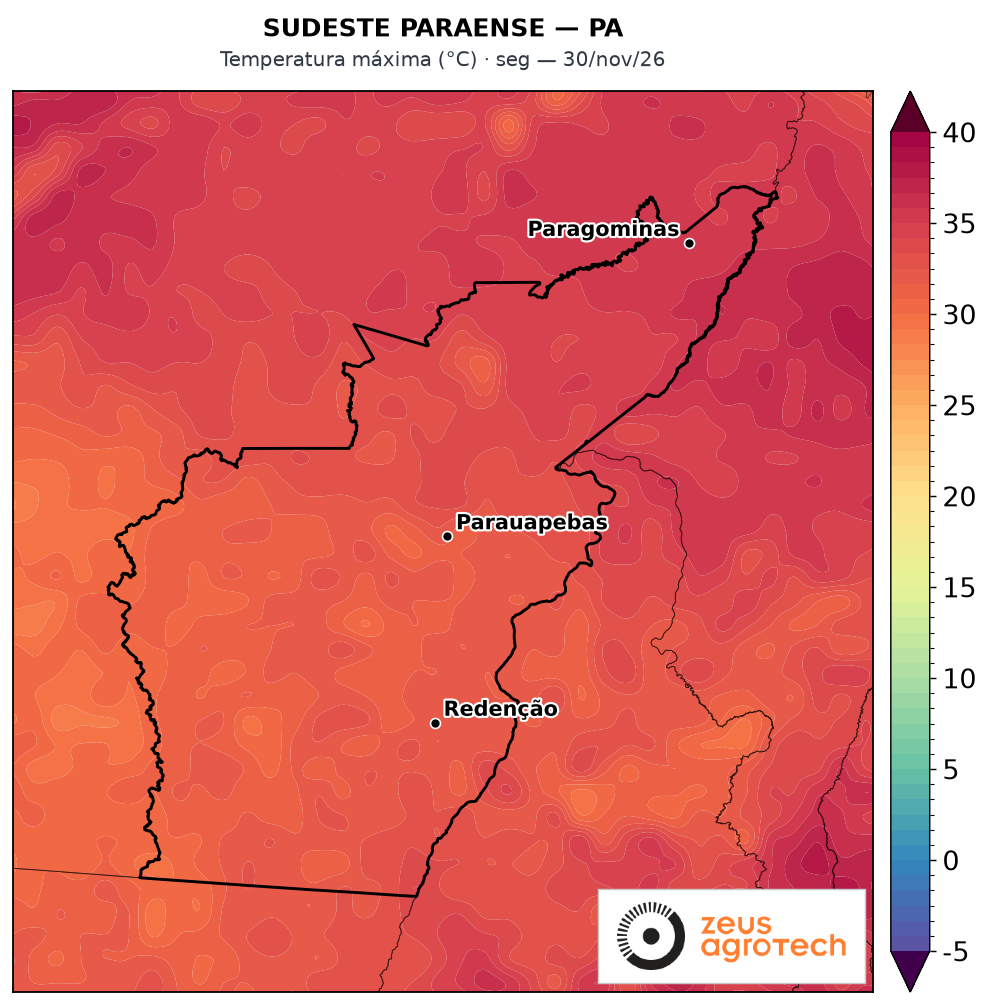 SUDESTE PARAENSE — PA
Temperatura máxima (°C) · seg — 30/nov/26
Paragominas
Parauapebas
Redenção
40
35
30
25
20
15
10
5
0
-5
zeus
agrotech